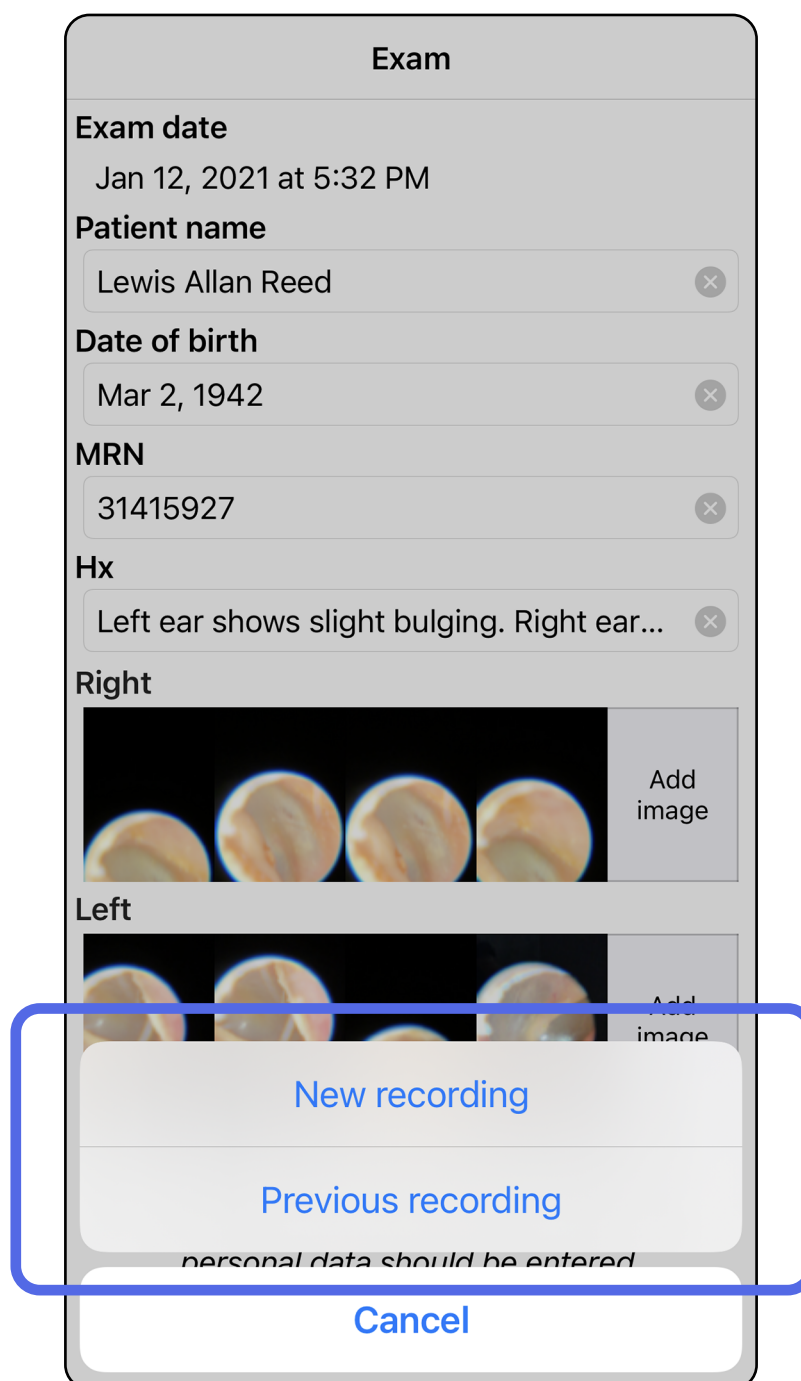 Exam
Exam date
Jan 12, 2021 at 5:32 PM
Patient name
Lewis Allan Reed
Date of birth
Mar 2, 1942
MRN
31415927
Hx
Left ear shows slight bulging. Right ear...
Right
Add
image
Left
Add
image
New recording
Previous recording
personal data should be entered
Cancel